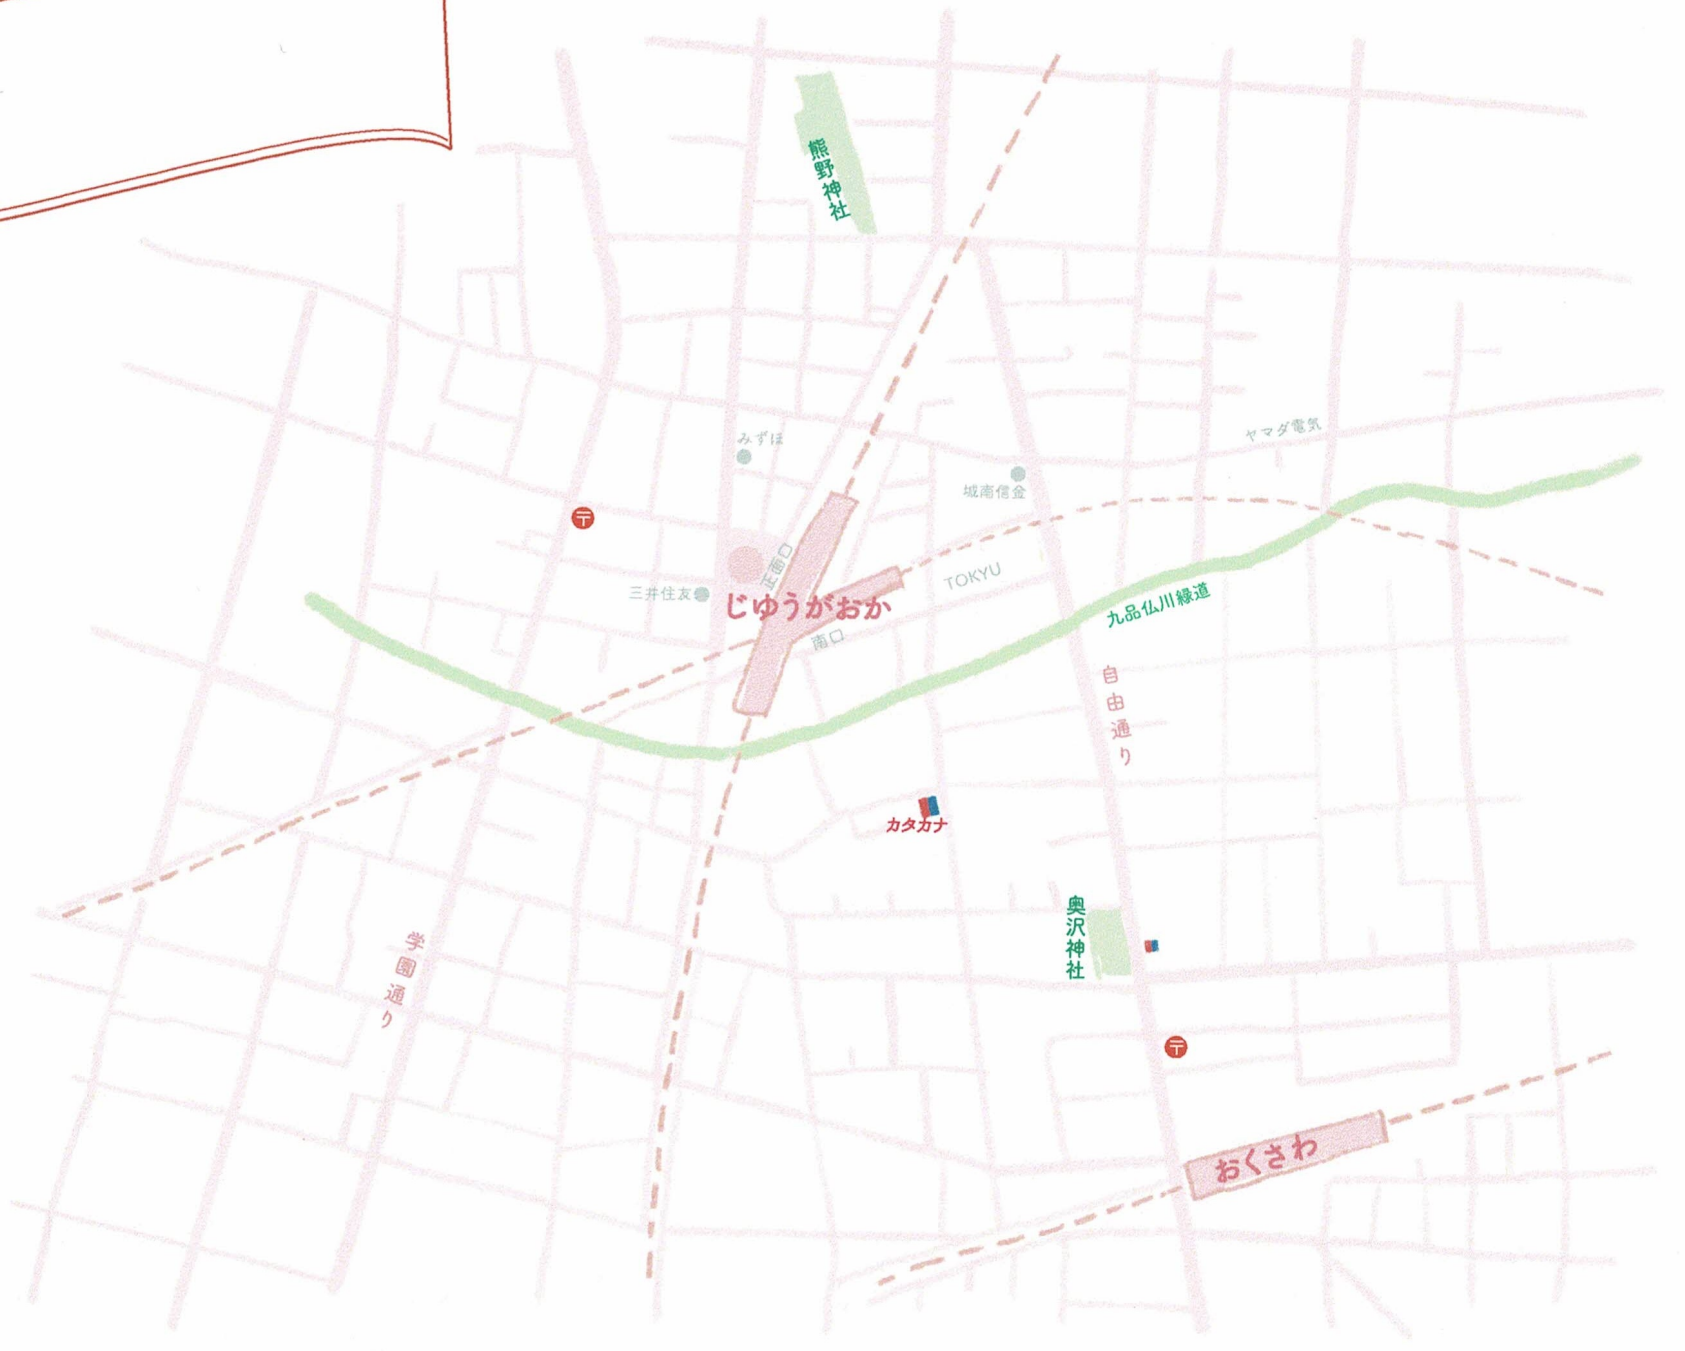 熊野神社
みずほ
ヤマダ電気
城南信金
〒
正面口
三井住友
TOKYU
じゆうがおか
南口
九品仏川緑道
自由通り
カタカナ
奥沢神社
学園通り
〒
おくさわ